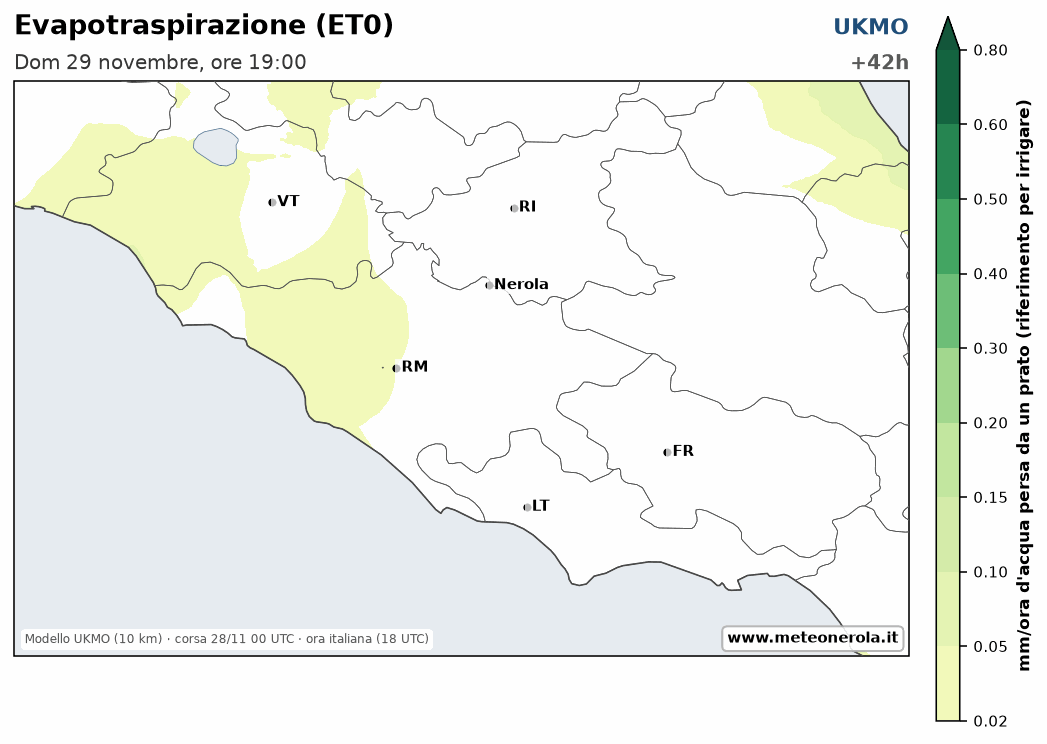 Evapotraspirazione (ET0)
UKMO
Dom 29 novembre, ore 19:00
+42h
VT
RI
Nerola
RM
FR
LT
Modello UKMO (10 km) · corsa 28/11 00 UTC · ora italiana (18 UTC)
www.meteonerola.it
0.80
0.60
0.50
0.40
0.30
0.20
0.15
0.10
0.05
0.02
mm/ora d'acqua persa da un prato (riferimento per irrigare)